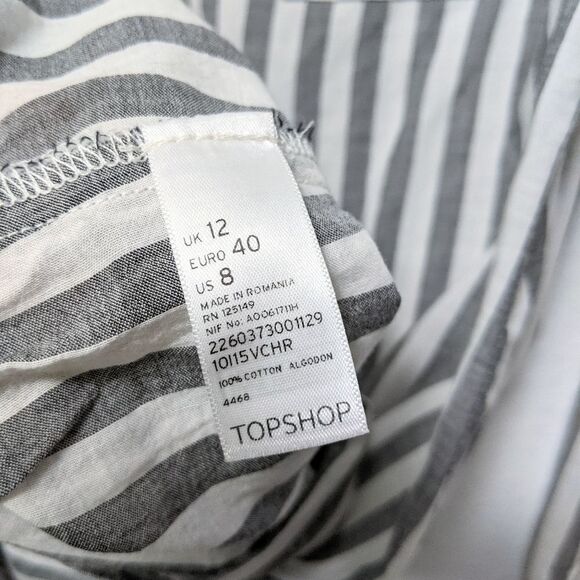 UK 12
EURO 40
US 8
MADE IN ROMANIA
RN 125149
NIF No: A0061711H
2260373001129
10I15VCHR
100% COTTON ALGODON
4468
TOPSHOP